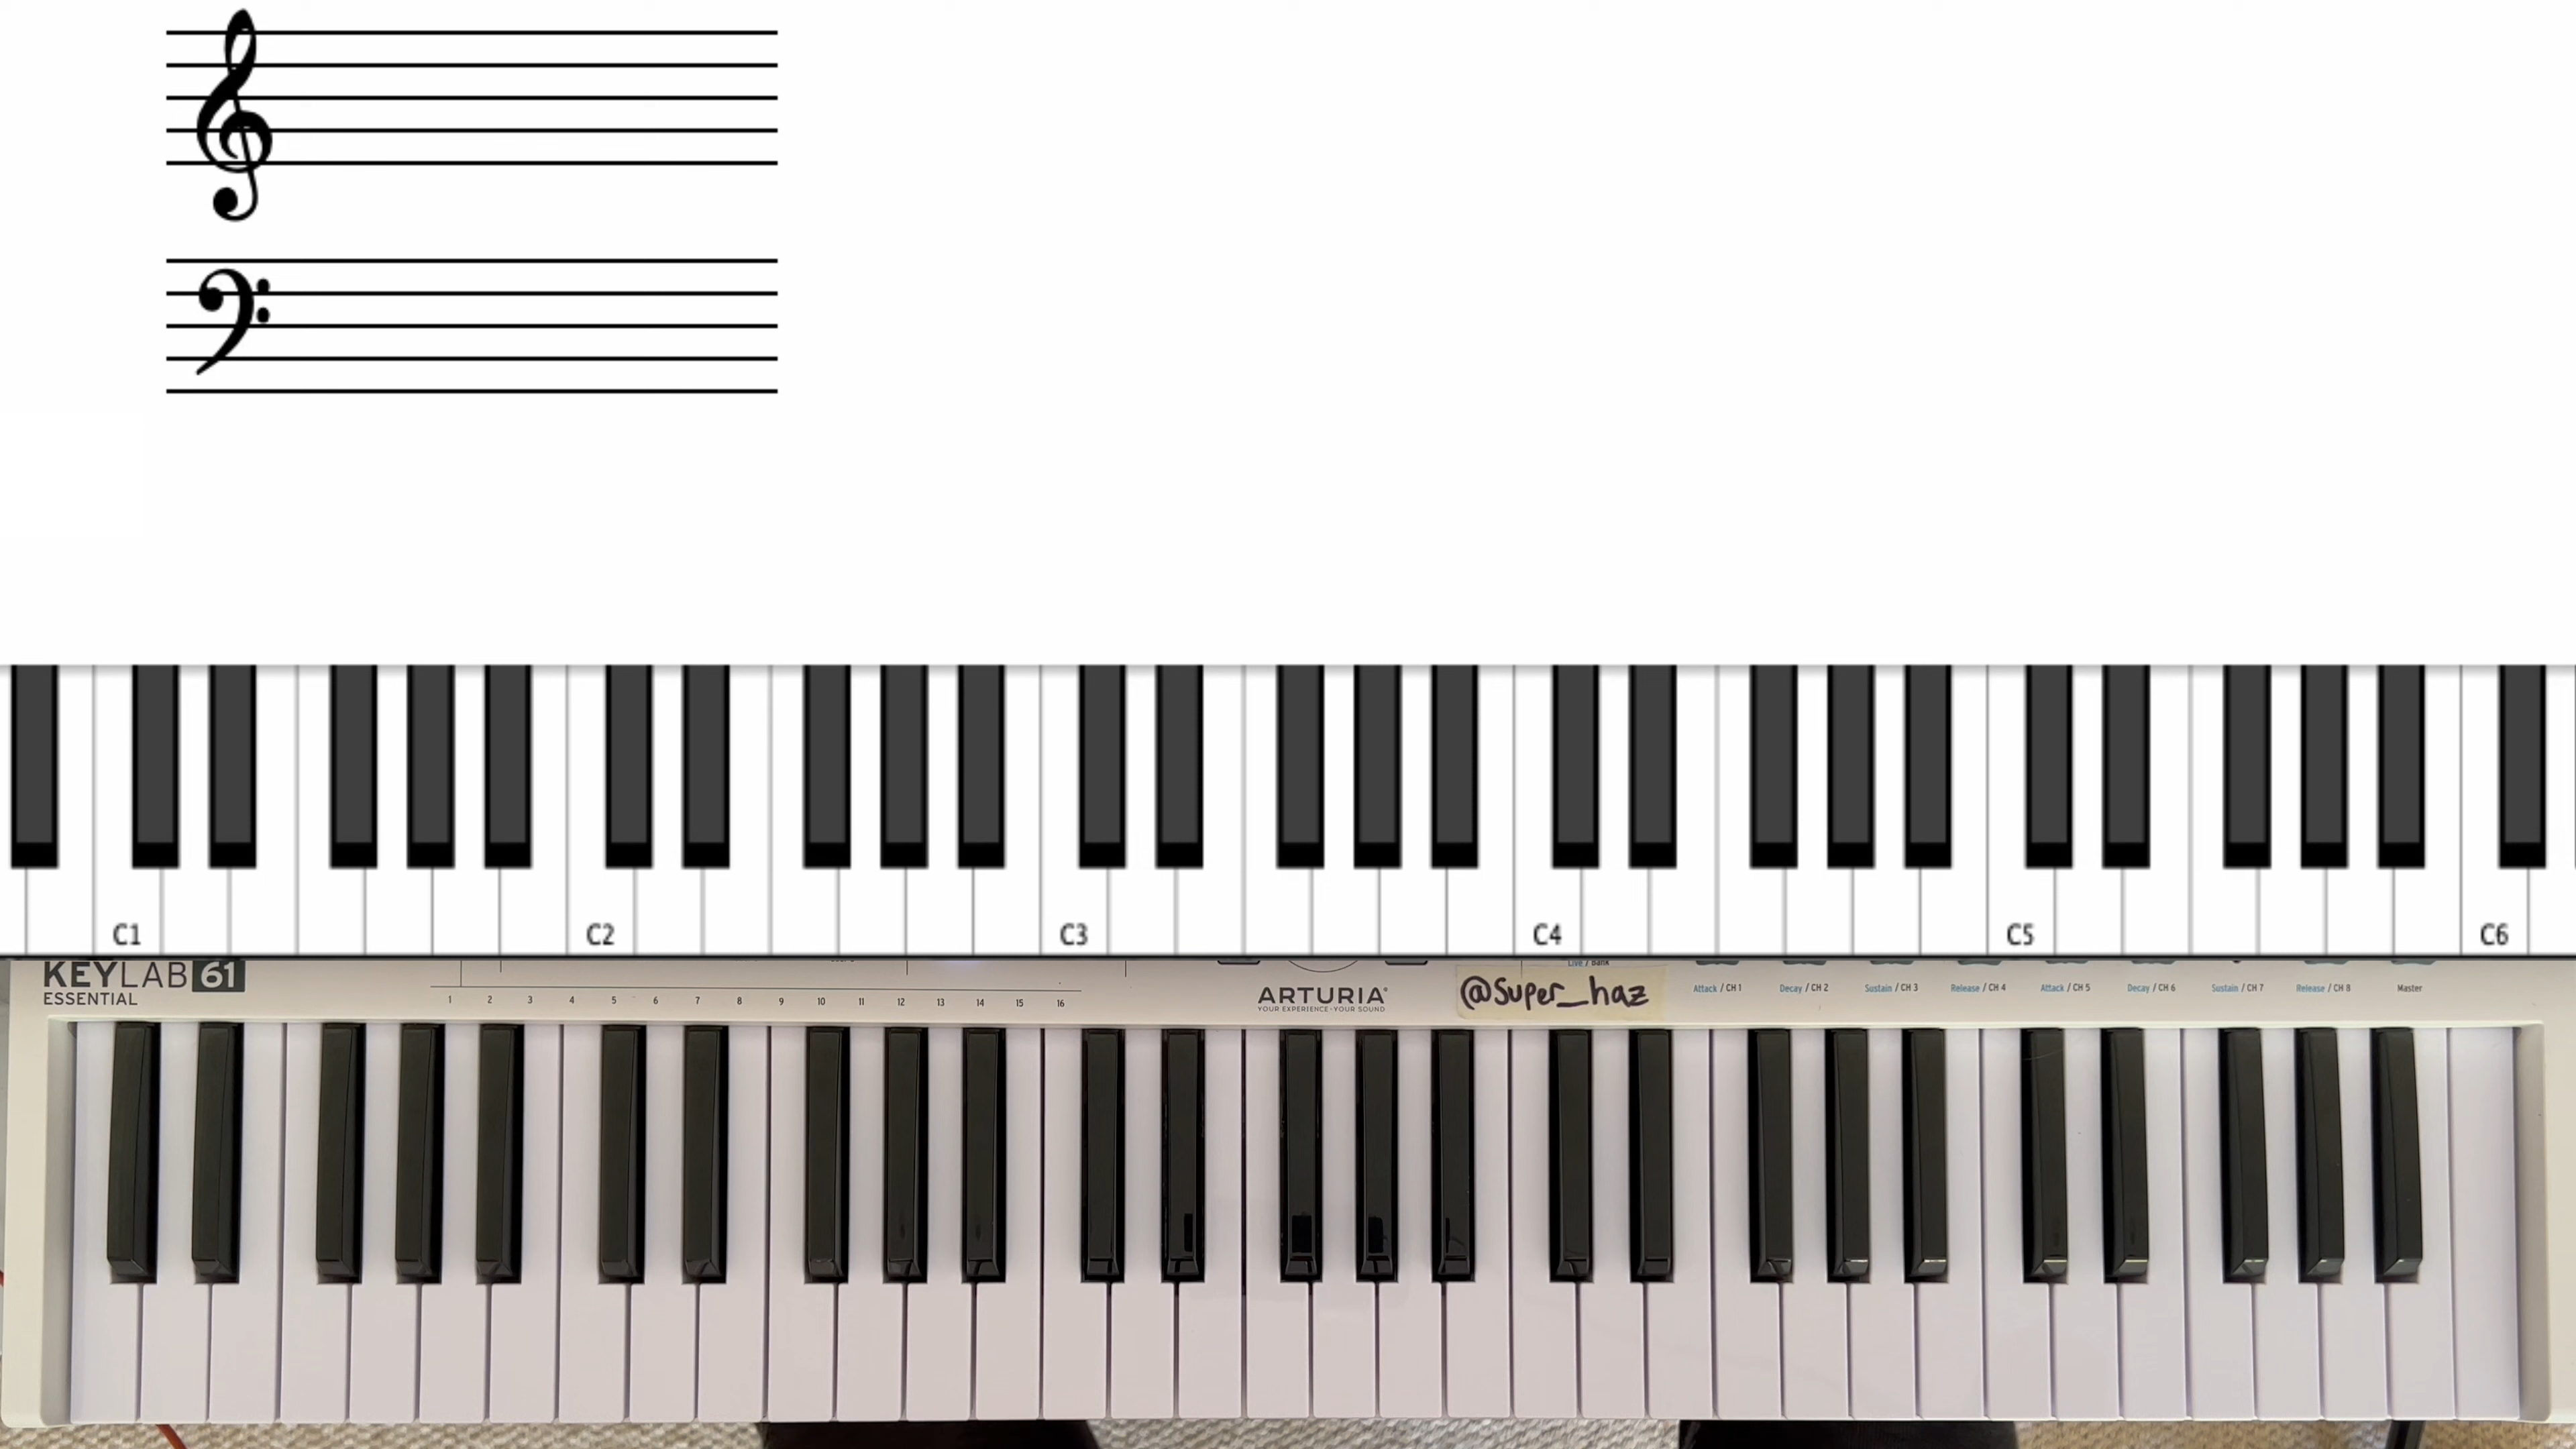 C1 C2 C3 C4 C5 C6
KEYLAB 61
ESSENTIAL
1 2 3 4 5 6 7 8 9 10 11 12 13 14 15 16
ARTURIA
YOUR EXPERIENCE · YOUR SOUND
@super_haz
Live / Bank
Attack / CH 1 Decay / CH 2 Sustain / CH 3 Release / CH 4 Attack / CH 5 Decay / CH 6 Sustain / CH 7 Release / CH 8 Master